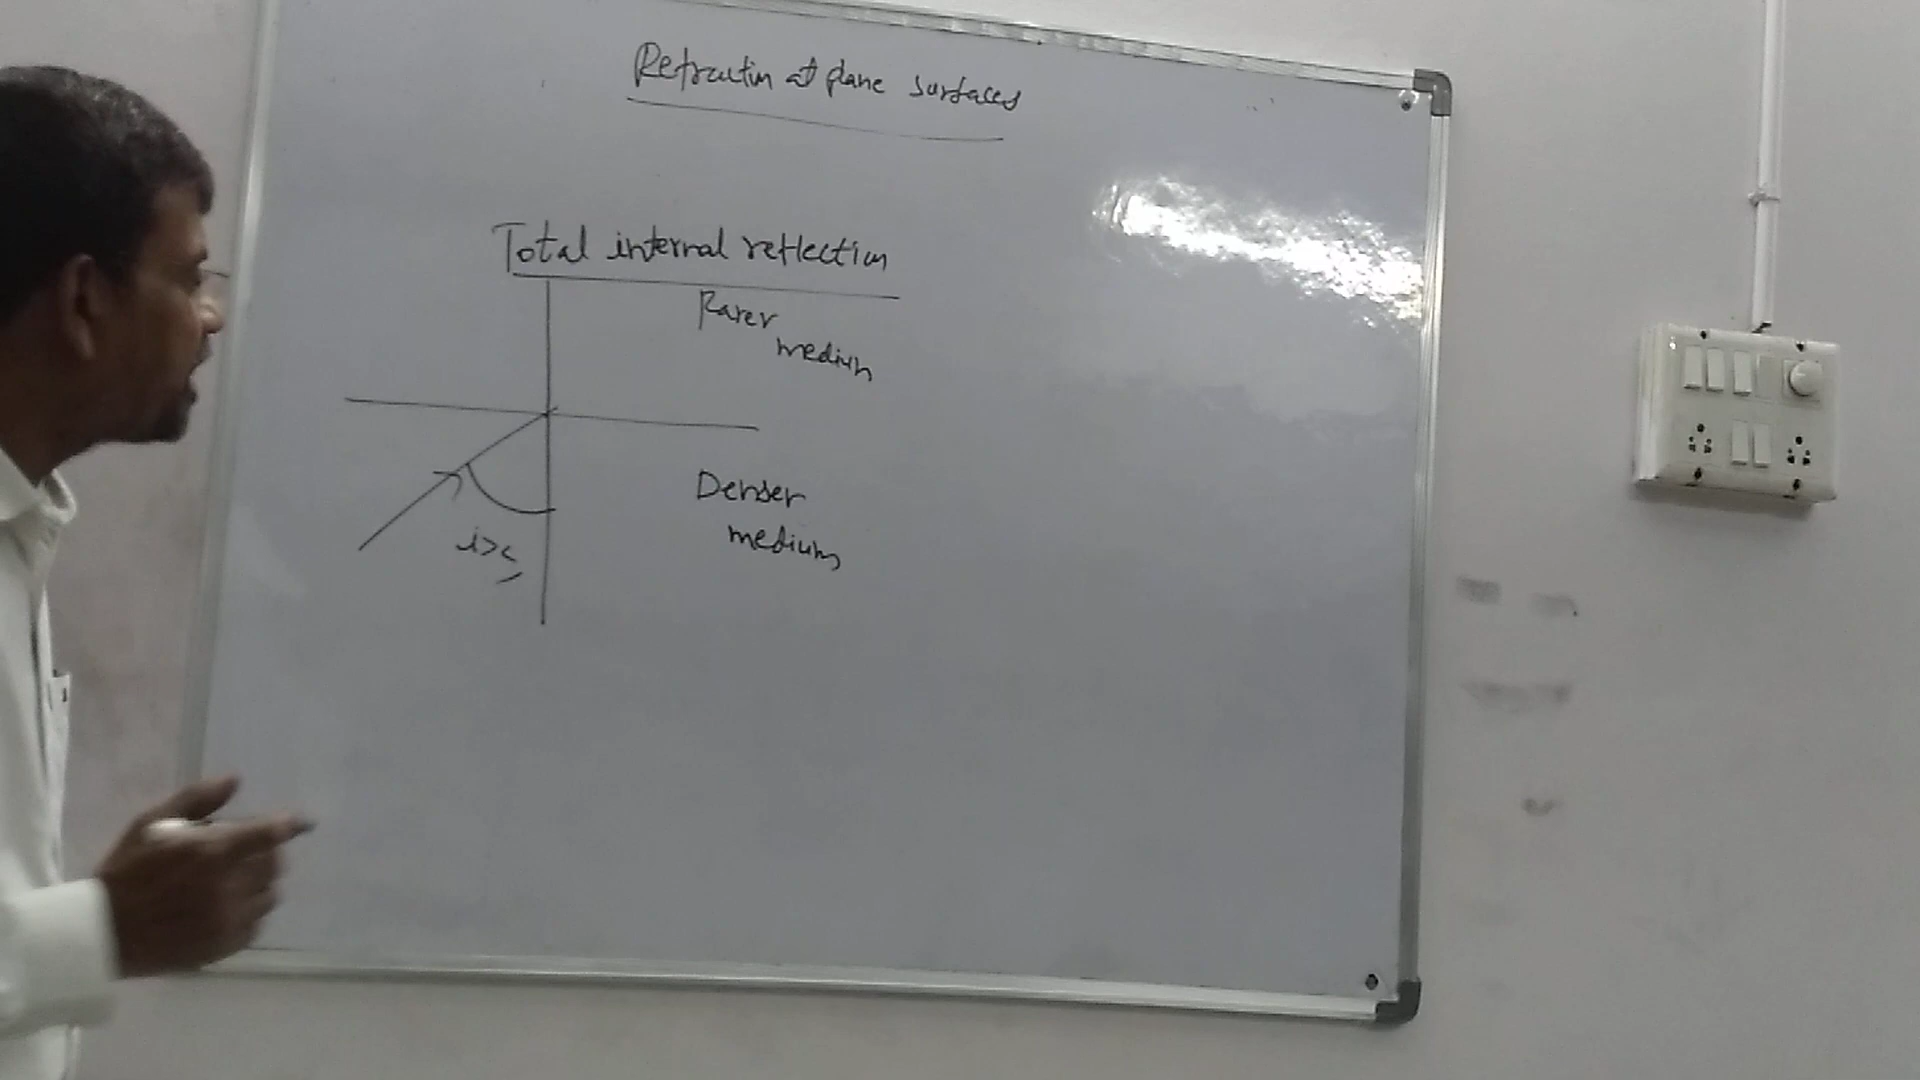 Refraction at plane surfaces
Total internal reflection
Rarer
medium
Denser
medium
i>c